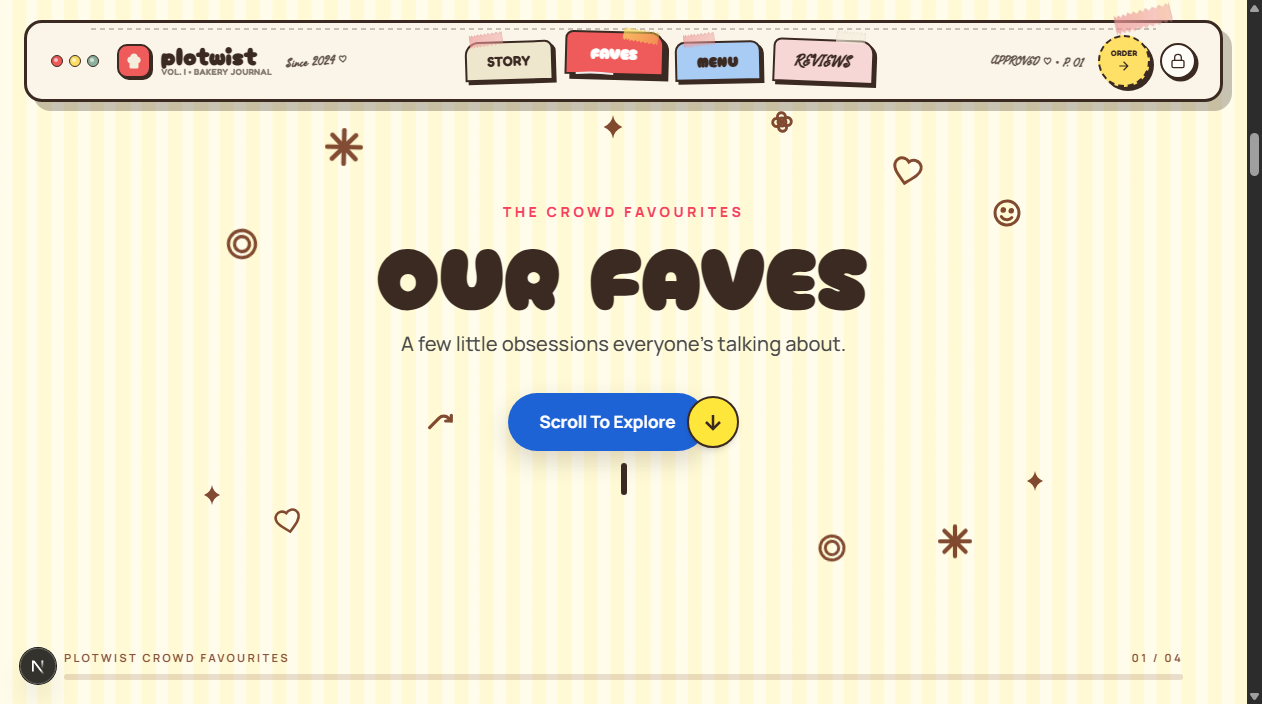 plotwist
VOL. I • BAKERY JOURNAL
Since 2024 ♡
STORY
FAVES
MENU
REVIEWS
APPROVED ♡ • P. 01
ORDER
→
THE CROWD FAVOURITES
OUR FAVES
A few little obsessions everyone's talking about.
Scroll To Explore
N
PLOTWIST CROWD FAVOURITES
01 / 04